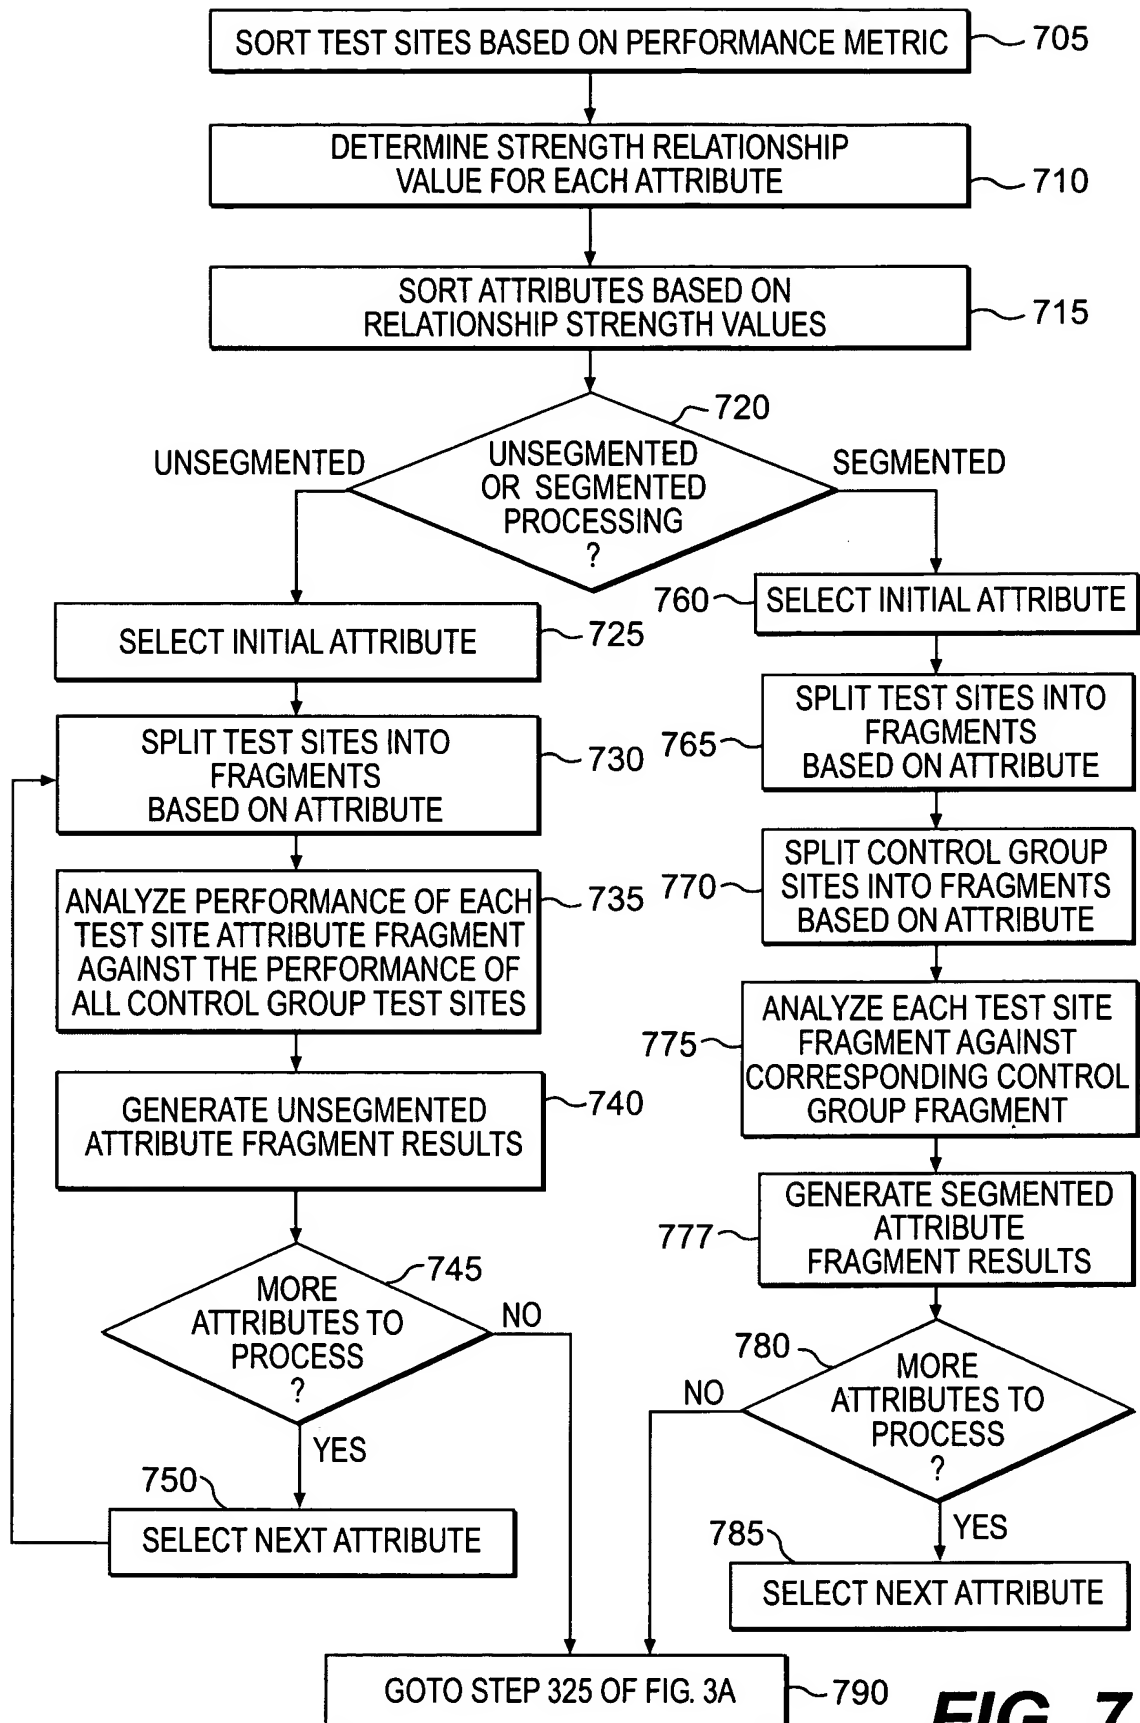 SORT TEST SITES BASED ON PERFORMANCE METRIC
705
DETERMINE STRENGTH RELATIONSHIP
VALUE FOR EACH ATTRIBUTE
710
SORT ATTRIBUTES BASED ON
RELATIONSHIP STRENGTH VALUES
715
720
UNSEGMENTED
UNSEGMENTED
OR SEGMENTED
PROCESSING
?
SEGMENTED
SELECT INITIAL ATTRIBUTE
725
SPLIT TEST SITES INTO
FRAGMENTS
BASED ON ATTRIBUTE
730
ANALYZE PERFORMANCE OF EACH
TEST SITE ATTRIBUTE FRAGMENT
AGAINST THE PERFORMANCE OF
ALL CONTROL GROUP TEST SITES
735
GENERATE UNSEGMENTED
ATTRIBUTE FRAGMENT RESULTS
740
745
MORE
ATTRIBUTES TO
PROCESS
?
NO
YES
750
SELECT NEXT ATTRIBUTE
760
SELECT INITIAL ATTRIBUTE
765
SPLIT TEST SITES INTO
FRAGMENTS
BASED ON ATTRIBUTE
770
SPLIT CONTROL GROUP
SITES INTO FRAGMENTS
BASED ON ATTRIBUTE
775
ANALYZE EACH TEST SITE
FRAGMENT AGAINST
CORRESPONDING CONTROL
GROUP FRAGMENT
777
GENERATE SEGMENTED
ATTRIBUTE
FRAGMENT RESULTS
780
MORE
ATTRIBUTES TO
PROCESS
?
NO
YES
785
SELECT NEXT ATTRIBUTE
GOTO STEP 325 OF FIG. 3A
790
FIG. 7